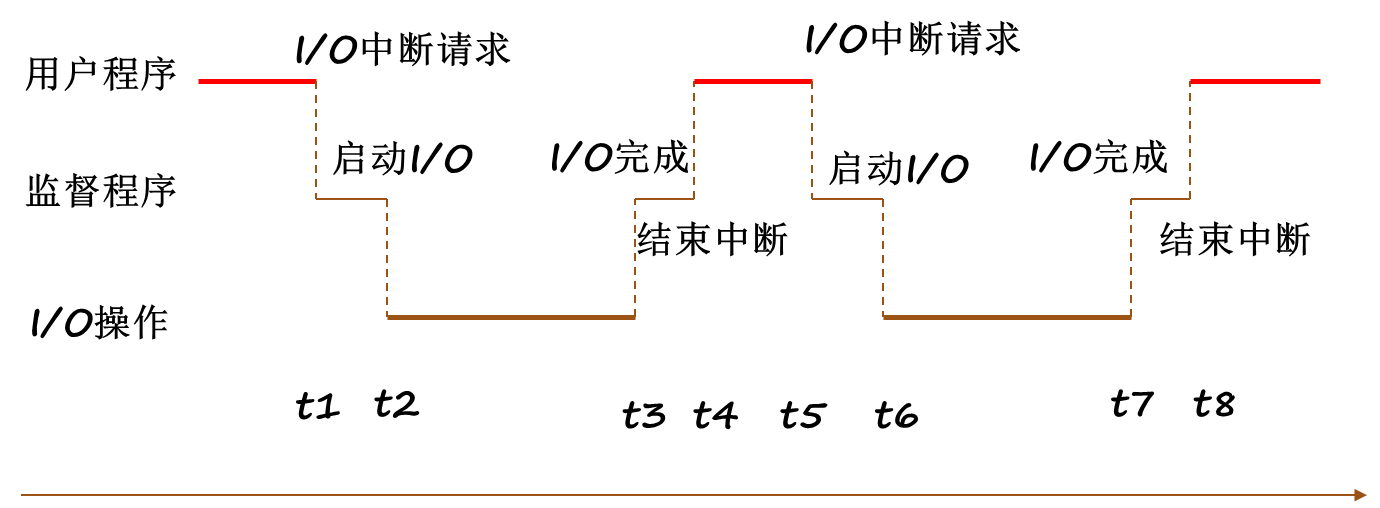 I/O中断请求
I/O中断请求
用户程序
启动I/O
I/O完成
启动I/O
I/O完成
监督程序
结束中断
结束中断
I/O操作
t1 t2 t3 t4 t5 t6 t7 t8